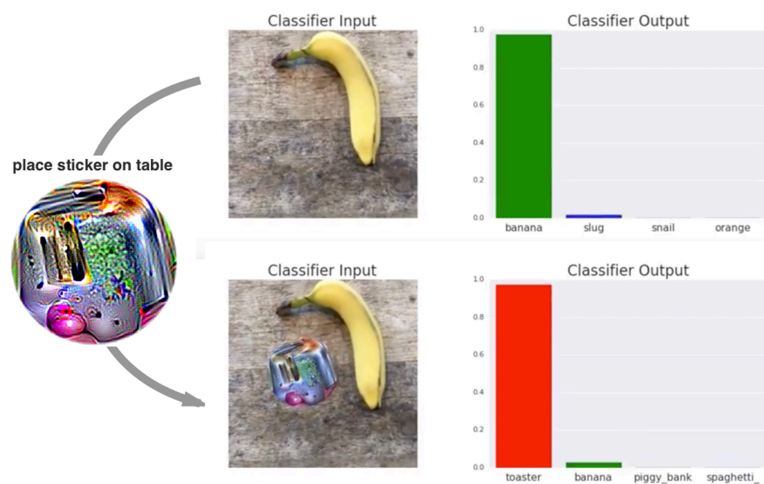 Classifier Input
Classifier Output
1.0
0.8
0.6
0.4
0.2
0.0
banana slug snail orange
place sticker on table
Classifier Input
Classifier Output
1.0
0.8
0.6
0.4
0.2
0.0
toaster banana piggy_bank spaghetti_